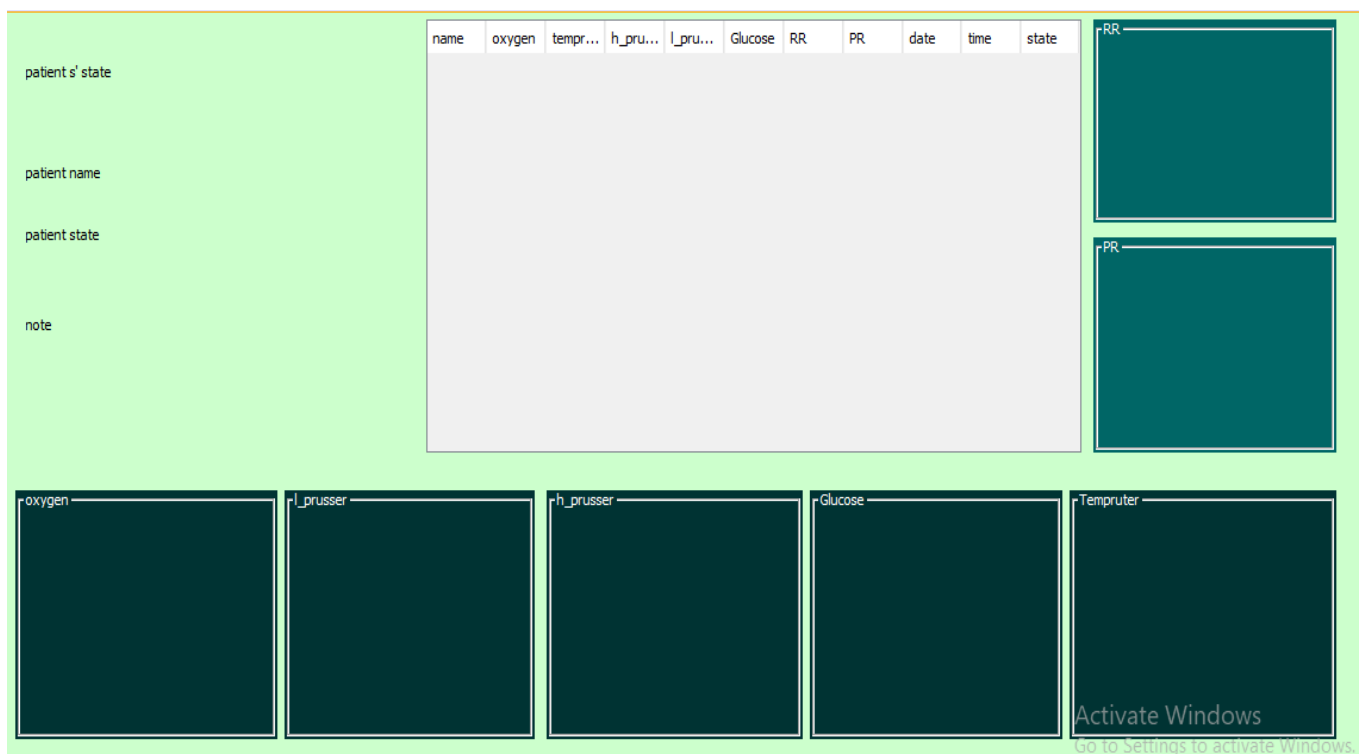 name oxygen tempr... h_pru... l_pru... Glucose RR PR date time state
patient s' state
patient name
patient state
note
RR
PR
oxygen
l_prusser
h_prusser
Glucose
Tempruter
Activate Windows
Go to Settings to activate Windows.